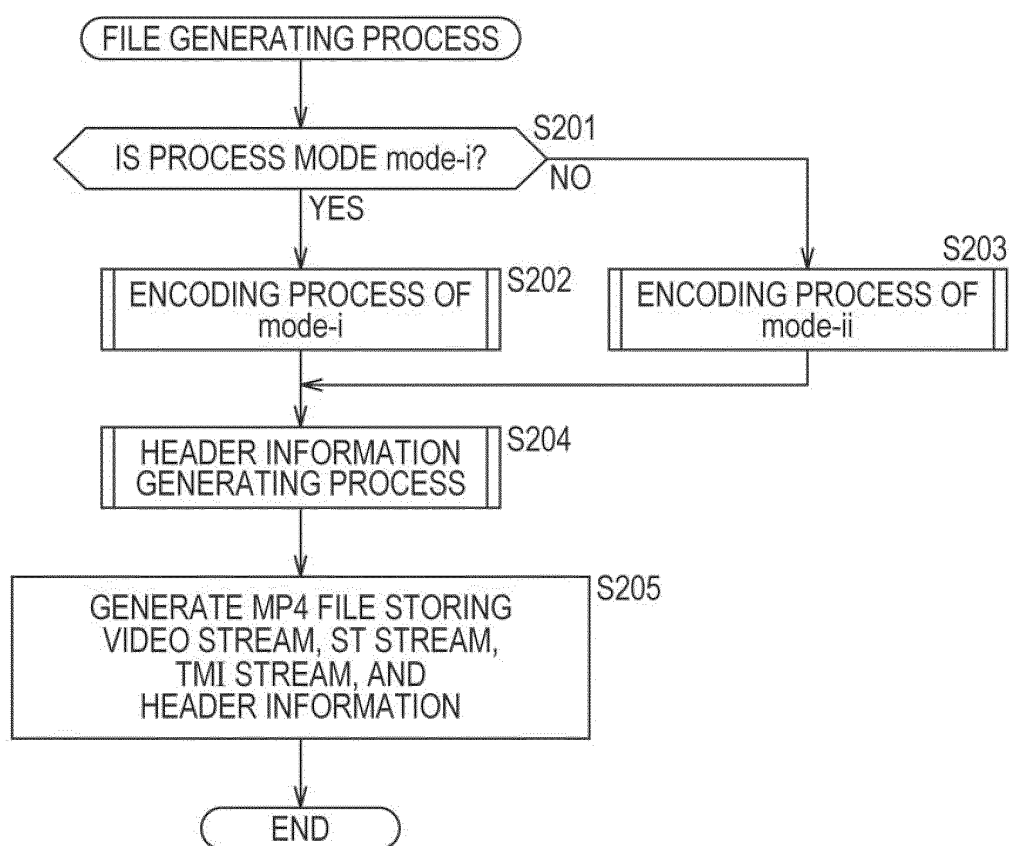 FILE GENERATING PROCESS
S201
IS PROCESS MODE mode-i?
NO
YES
S202
ENCODING PROCESS OF
mode-i
S203
ENCODING PROCESS OF
mode-ii
S204
HEADER INFORMATION
GENERATING PROCESS
S205
GENERATE MP4 FILE STORING
VIDEO STREAM, ST STREAM,
TMI STREAM, AND
HEADER INFORMATION
END